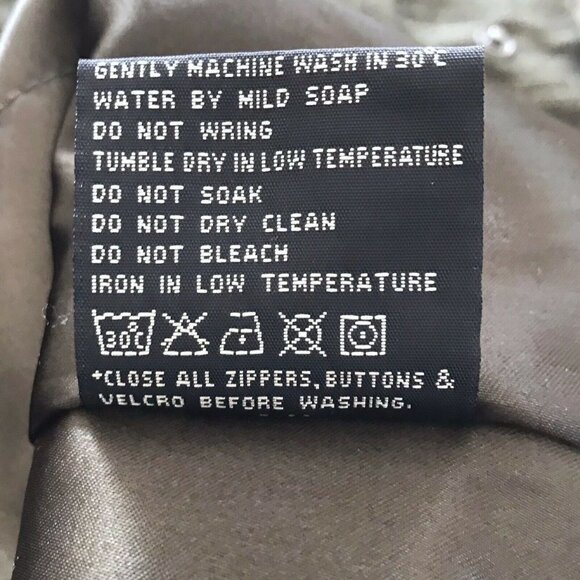 GENTLY MACHINE WASH IN 30°C
WATER BY MILD SOAP
DO NOT WRING
TUMBLE DRY IN LOW TEMPERATURE
DO NOT SOAK
DO NOT DRY CLEAN
DO NOT BLEACH
IRON IN LOW TEMPERATURE
30C
*CLOSE ALL ZIPPERS, BUTTONS &
VELCRO BEFORE WASHING.